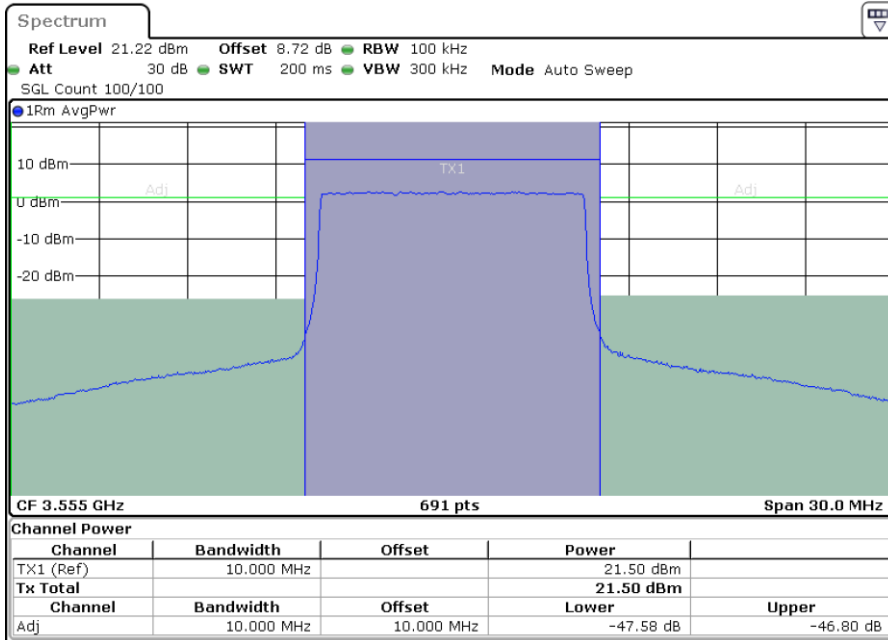 Spectrum
Ref Level 21.22 dBm Offset 8.72 dB RBW 100 kHz
Att 30 dB SWT 200 ms VBW 300 kHz Mode Auto Sweep
SGL Count 100/100
1Rm AvgPwr
10 dBm
TX1
Adj Adj
0 dBm
-10 dBm
-20 dBm
CF 3.555 GHz 691 pts Span 30.0 MHz
Channel Power
Channel Bandwidth Offset Power
TX1 (Ref) 10.000 MHz 21.50 dBm
Tx Total 21.50 dBm
Channel Bandwidth Offset Lower Upper
Adj 10.000 MHz 10.000 MHz -47.58 dB -46.80 dB